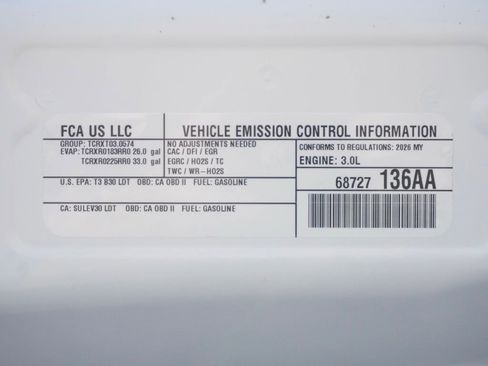 FCA US LLC
VEHICLE EMISSION CONTROL INFORMATION
GROUP: TCRXT03.0574
EVAP: TCRXR0183RR0 26.0 gal
TCRXR0225RR0 33.0 gal
NO ADJUSTMENTS NEEDED
CAC / DFI / EGR
EGRC / HO2S / TC
TWC / WR-HO2S
CONFORMS TO REGULATIONS: 2026 MY
ENGINE: 3.0L
U.S. EPA: T3 B30 LDT OBD: CA OBD II FUEL: GASOLINE
68727 136AA
CA: SULEV30 LDT OBD: CA OBD II FUEL: GASOLINE